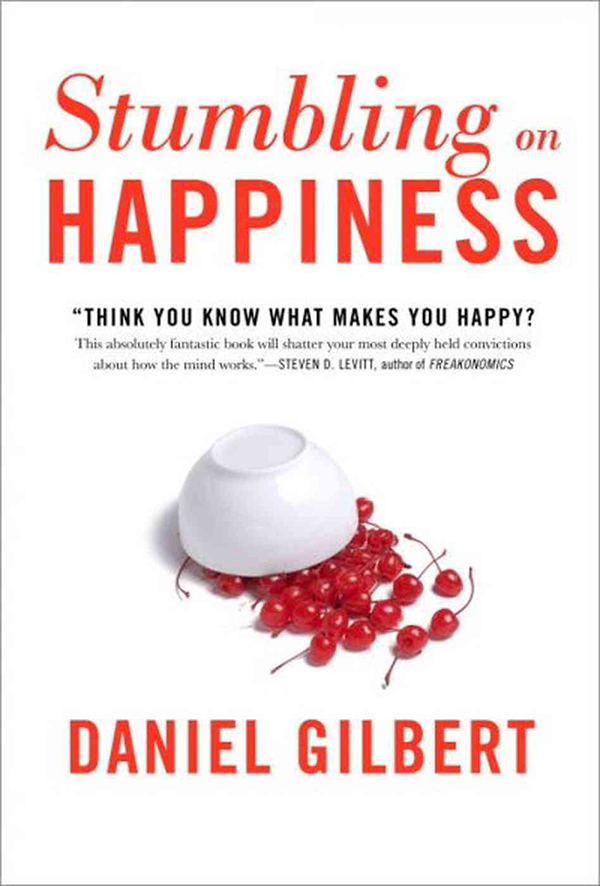 Stumbling on
HAPPINESS
“THINK YOU KNOW WHAT MAKES YOU HAPPY?
This absolutely fantastic book will shatter your most deeply held convictions
about how the mind works.”—STEVEN D. LEVITT, author of FREAKONOMICS
DANIEL GILBERT